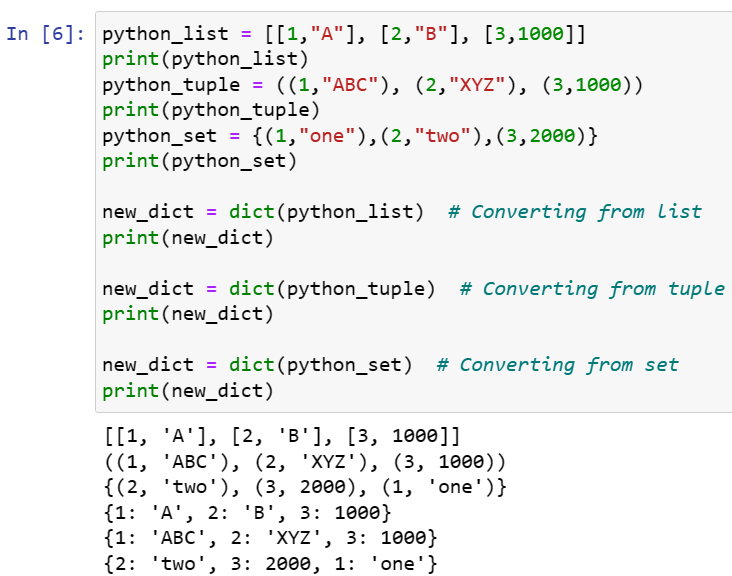 In [6]: python_list = [[1,"A"], [2,"B"], [3,1000]]
print(python_list)
python_tuple = ((1,"ABC"), (2,"XYZ"), (3,1000))
print(python_tuple)
python_set = {(1,"one"),(2,"two"),(3,2000)}
print(python_set)
new_dict = dict(python_list)  # Converting from list
print(new_dict)
new_dict = dict(python_tuple)  # Converting from tuple
print(new_dict)
new_dict = dict(python_set)  # Converting from set
print(new_dict)
[[1, 'A'], [2, 'B'], [3, 1000]]
((1, 'ABC'), (2, 'XYZ'), (3, 1000))
{(2, 'two'), (3, 2000), (1, 'one')}
{1: 'A', 2: 'B', 3: 1000}
{1: 'ABC', 2: 'XYZ', 3: 1000}
{2: 'two', 3: 2000, 1: 'one'}